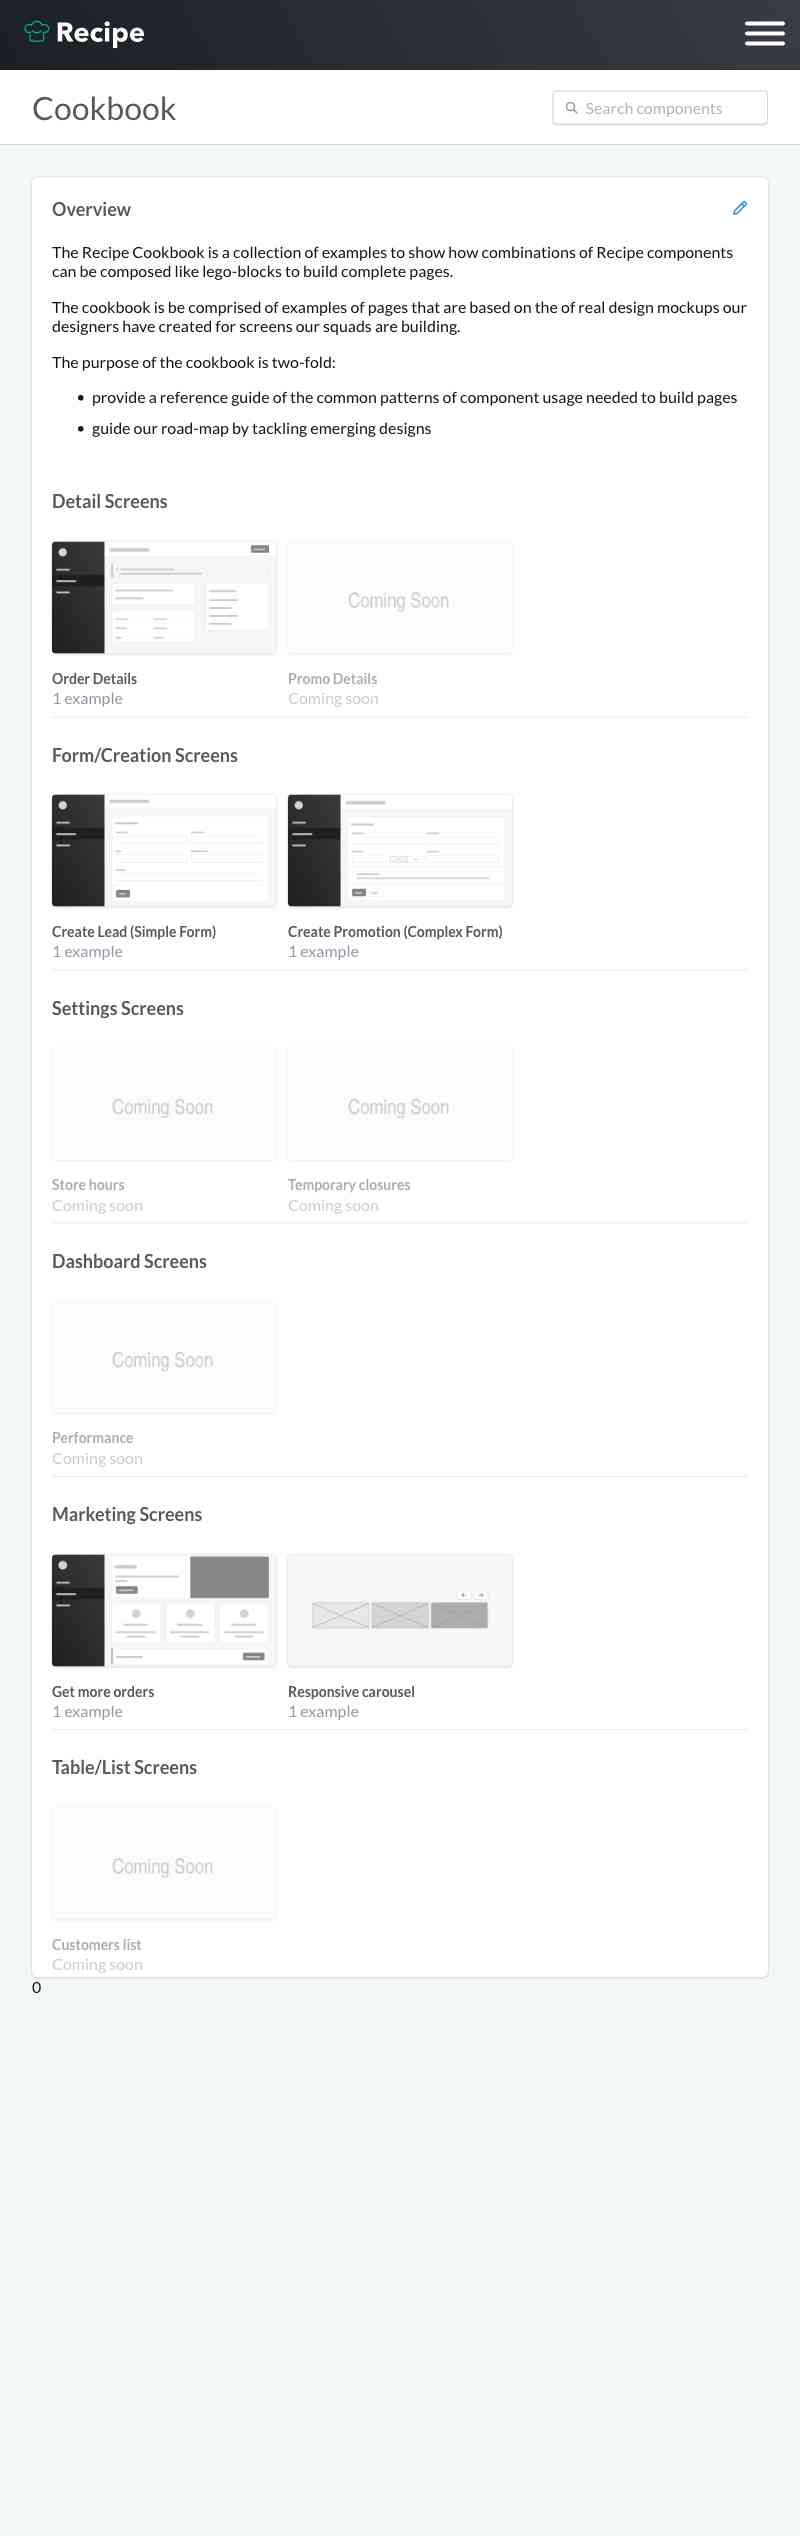 Recipe
Cookbook
Search components
Overview
The Recipe Cookbook is a collection of examples to show how combinations of Recipe components
can be composed like lego-blocks to build complete pages.
The cookbook is be comprised of examples of pages that are based on the of real design mockups our
designers have created for screens our squads are building.
The purpose of the cookbook is two-fold:
• provide a reference guide of the common patterns of component usage needed to build pages
• guide our road-map by tackling emerging designs
Detail Screens
Coming Soon
Order Details
1 example
Promo Details
Coming soon
Form/Creation Screens
Create Lead (Simple Form)
1 example
Create Promotion (Complex Form)
1 example
Settings Screens
Coming Soon
Coming Soon
Store hours
Coming soon
Temporary closures
Coming soon
Dashboard Screens
Coming Soon
Performance
Coming soon
Marketing Screens
Get more orders
1 example
Responsive carousel
1 example
Table/List Screens
Coming Soon
Customers list
Coming soon
0